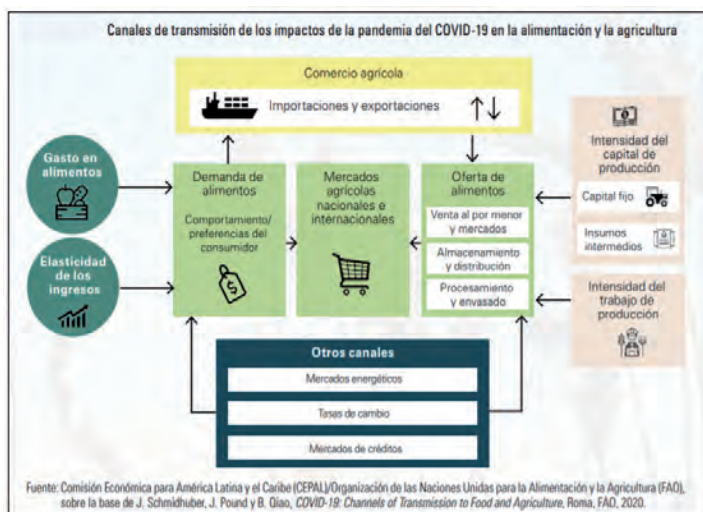 Canales de transmisión de los impactos de la pandemia del COVID-19 en la alimentación y la agricultura
Comercio agrícola
Importaciones y exportaciones
Gasto en
alimentos
Elasticidad
de los
ingresos
Demanda de
alimentos
Comportamiento/
preferencias del
consumidor
Mercados
agrícolas
nacionales e
internacionales
Oferta de
alimentos
Venta al por menor
y mercados
Almacenamiento
y distribución
Procesamiento
y envasado
Intensidad del
capital de
producción
Capital fijo
Insumos
intermedios
Intensidad del
trabajo de
producción
Otros canales
Mercados energéticos
Tasas de cambio
Mercados de créditos
Fuente: Comisión Económica para América Latina y el Caribe (CEPAL)/Organización de las Naciones Unidas para la Alimentación y la Agricultura (FAO),
sobre la base de J. Schmidhuber, J. Pound y B. Qiao, COVID-19: Channels of Transmission to Food and Agriculture, Roma, FAO, 2020.